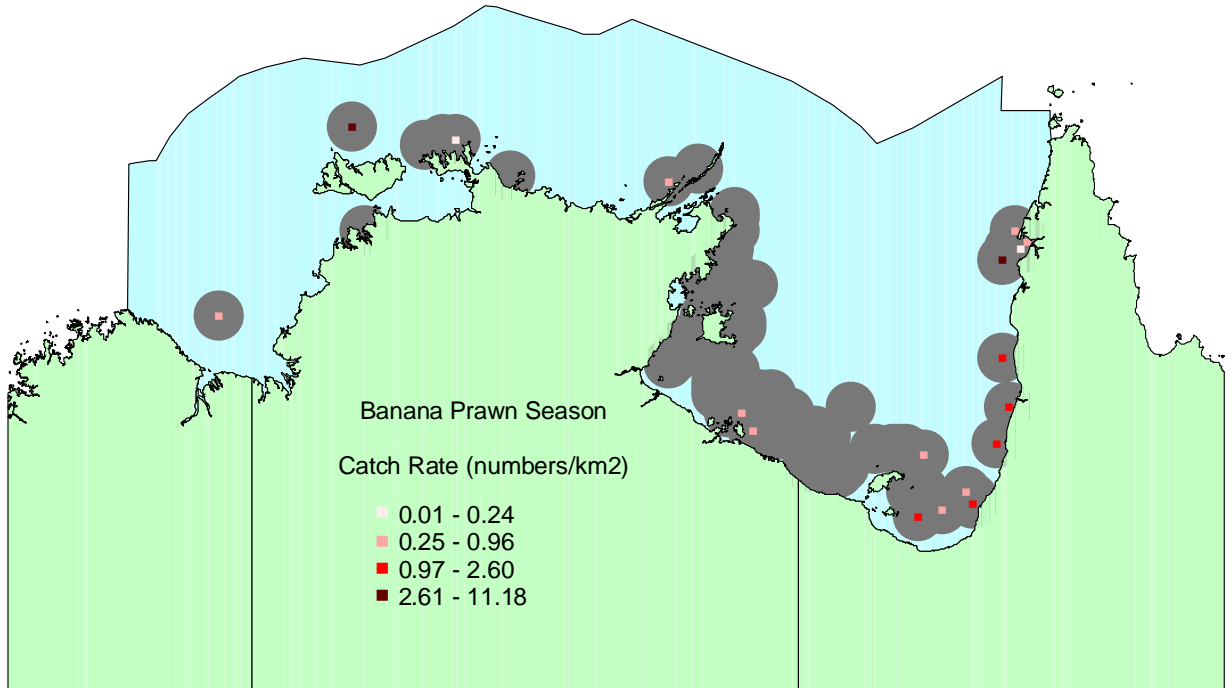 Banana Prawn Season
Catch Rate (numbers/km2)
0.01 - 0.24
0.25 - 0.96
0.97 - 2.60
2.61 - 11.18